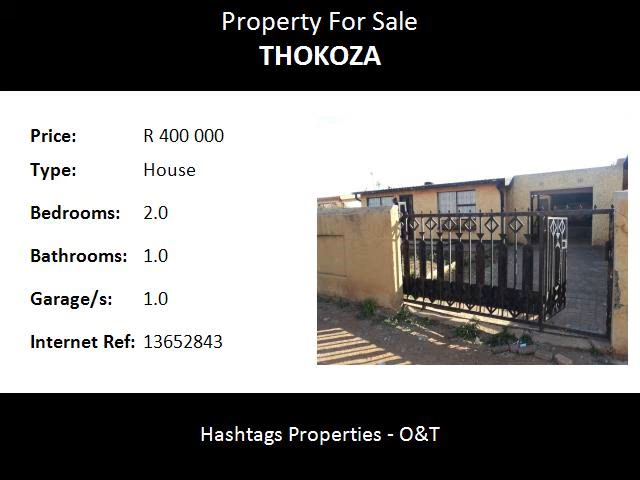 Property For Sale
THOKOZA
Price: R 400 000
Type: House
Bedrooms: 2.0
Bathrooms: 1.0
Garage/s: 1.0
Internet Ref: 13652843
Hashtags Properties - O&T